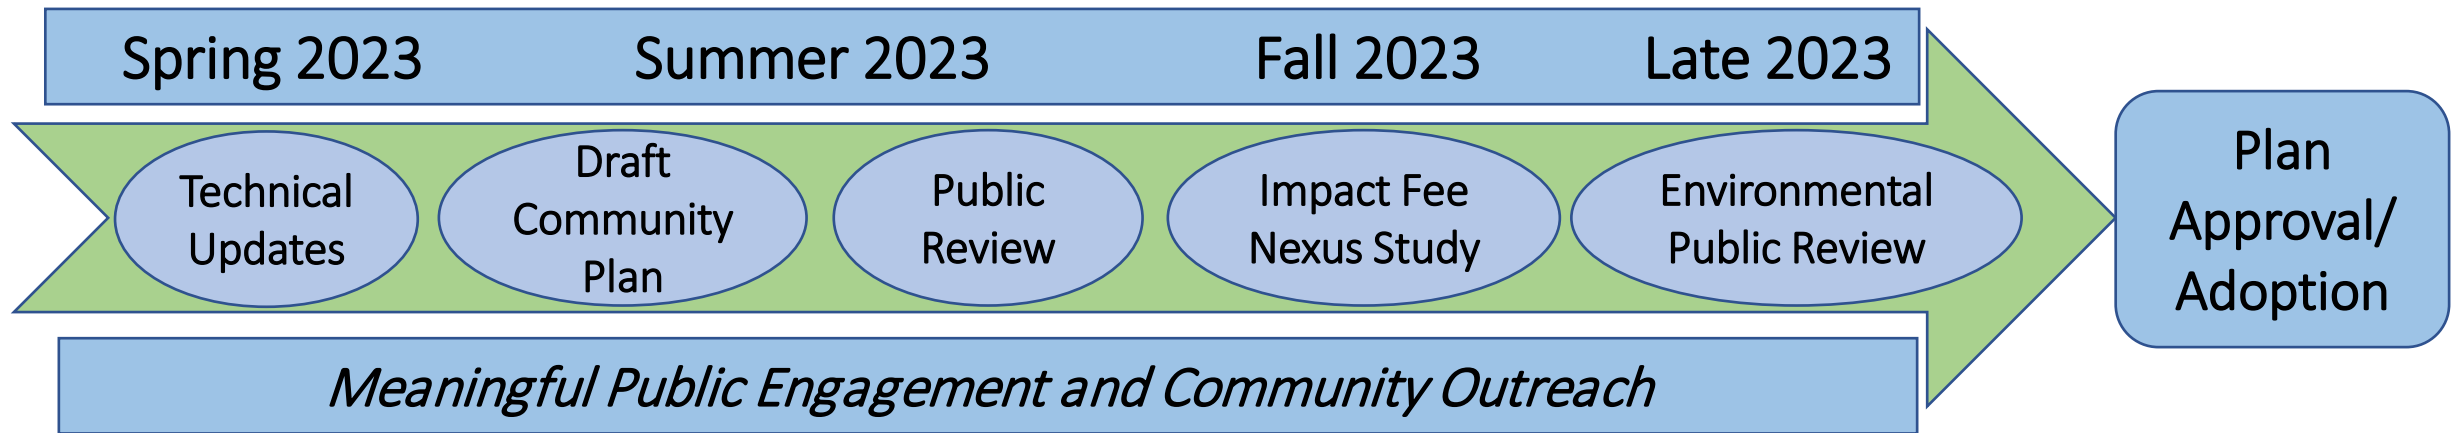 Spring 2023 Summer 2023 Fall 2023 Late 2023
Technical
Updates
Draft
Community
Plan
Public
Review
Impact Fee
Nexus Study
Environmental
Public Review
Plan
Approval/
Adoption
Meaningful Public Engagement and Community Outreach